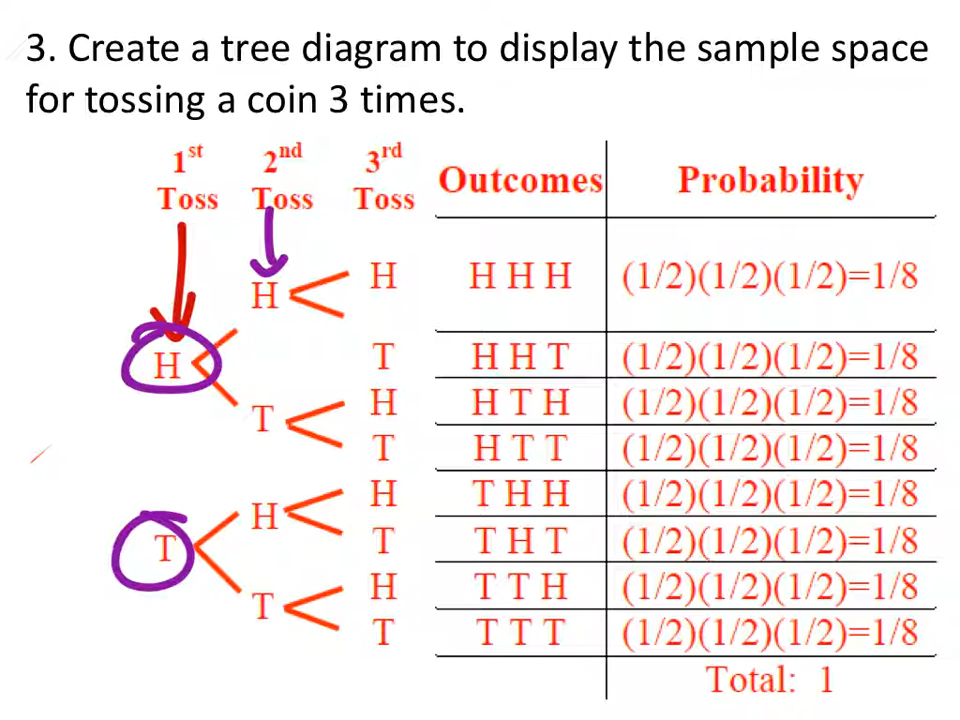 3. Create a tree diagram to display the sample space
for tossing a coin 3 times.
1st 2nd 3rd
Toss Toss Toss Outcomes Probability
H H H H H (1/2)(1/2)(1/2)=1/8
H T H H T (1/2)(1/2)(1/2)=1/8
T H H T H (1/2)(1/2)(1/2)=1/8
T H T T (1/2)(1/2)(1/2)=1/8
H H T H H (1/2)(1/2)(1/2)=1/8
T T T H T (1/2)(1/2)(1/2)=1/8
T H T T H (1/2)(1/2)(1/2)=1/8
T T T T (1/2)(1/2)(1/2)=1/8
Total: 1